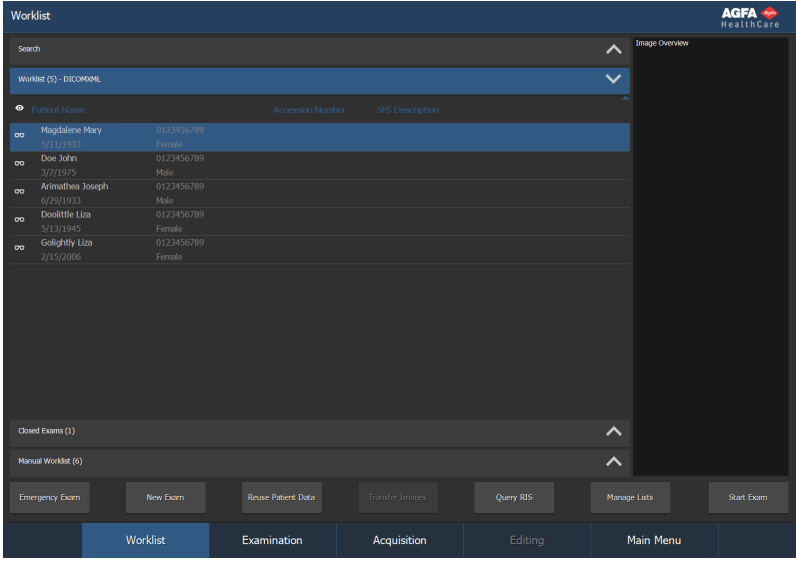 Worklist
AGFA
HealthCare
Search
Image Overview
Worklist (5) - DICOMXML
Patient Name Accession Number SPS Description
Magdalene Mary 0123456789
5/11/1933 Female
Doe John 0123456789
3/7/1975 Male
Arimathea Joseph 0123456789
6/29/1933 Male
Doolittle Liza 0123456789
5/13/1945 Female
Golightly Liza 0123456789
2/15/2006 Female
Closed Exams (1)
Manual Worklist (6)
Emergency Exam New Exam Reuse Patient Data Transfer Images Query RIS Manage Lists Start Exam
Worklist Examination Acquisition Editing Main Menu